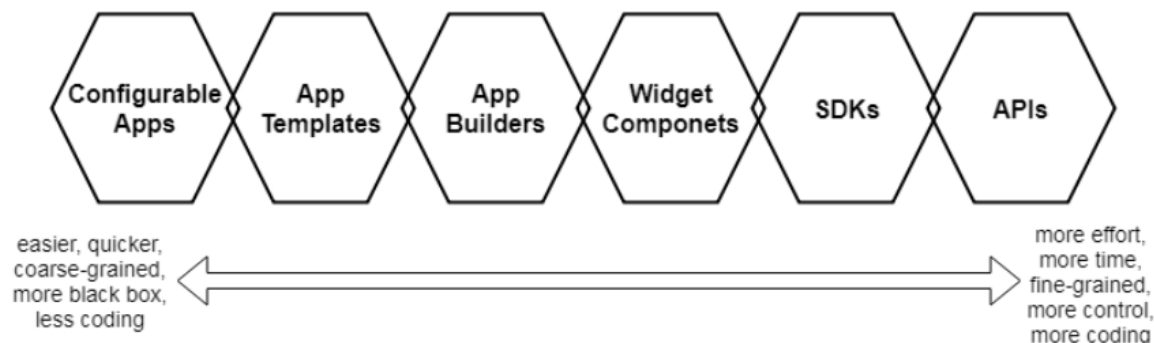 Configurable
Apps
App
Templates
App
Builders
Widget
Componets
SDKs
APIs
easier, quicker,
coarse-grained,
more black box,
less coding
more effort,
more time,
fine-grained,
more control,
more coding